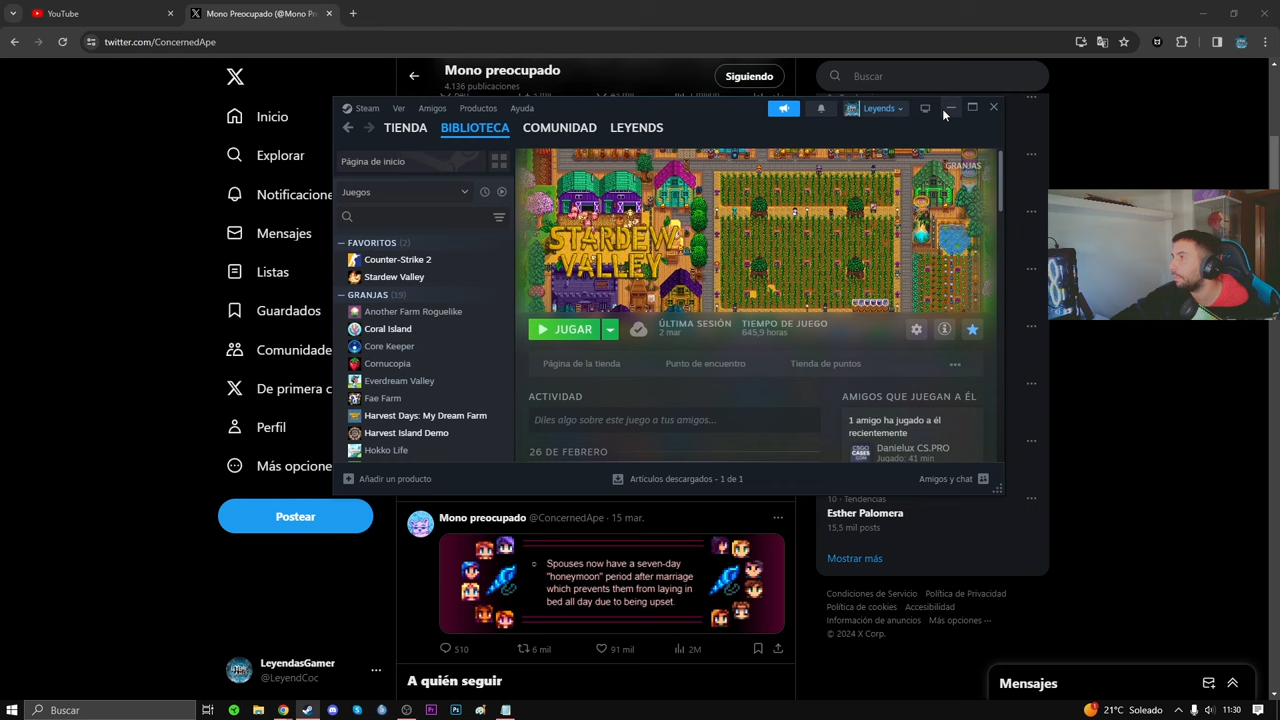 YouTube
Mono Preocupado (@Mono Pr
twitter.com/ConcernedApe
Mono preocupado
4.136 publicaciones
Siguiendo
Buscar
Inicio
Explorar
Notificacione
Mensajes
Listas
Guardados
Comunidade
De primera c
Perfil
Más opcione
Postear
LeyendasGamer
@LeyendCoc
Steam
Ver
Amigos
Productos
Ayuda
Leyends
TIENDA
BIBLIOTECA
COMUNIDAD
LEYENDS
Página de inicio
Juegos
FAVORITOS (2)
Counter-Strike 2
Stardew Valley
GRANJAS (19)
Another Farm Roguelike
Coral Island
Core Keeper
Cornucopia
Everdream Valley
Fae Farm
Harvest Days: My Dream Farm
Harvest Island Demo
Hokko Life
GRANJAS
STARDEW
VALLEY
JUGAR
ÚLTIMA SESIÓN
2 mar
TIEMPO DE JUEGO
645,9 horas
Página de la tienda
Punto de encuentro
Tienda de puntos
ACTIVIDAD
Diles algo sobre este juego a tus amigos...
26 DE FEBRERO
AMIGOS QUE JUEGAN A ÉL
1 amigo ha jugado a él
recientemente
Danielux CS.PRO
Jugado: 41 min
Añadir un producto
Artículos descargados - 1 de 1
Amigos y chat
10 · Tendencias
Esther Palomera
15,5 mil posts
Mostrar más
Condiciones de Servicio Política de Privacidad
Política de cookies Accesibilidad
Información de anuncios Más opciones
© 2024 X Corp.
Mono preocupado @ConcernedApe · 15 mar.
Spouses now have a seven-day
"honeymoon" period after marriage
which prevents them from laying in
bed all day due to being upset.
510
6 mil
91 mil
2M
A quién seguir
Mensajes
Buscar
21°C Soleado
11:30